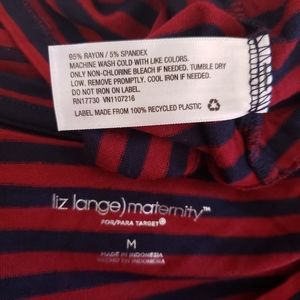 95% RAYON / 5% SPANDEX
MACHINE WASH COLD WITH LIKE COLORS.
ONLY NON-CHLORINE BLEACH IF NEEDED. TUMBLE DRY
LOW. REMOVE PROMPTLY. COOL IRON IF NEEDED.
DO NOT IRON ON LABEL.
RN17730 VN1107216
LABEL MADE FROM 100% RECYCLED PLASTIC
liz lange) maternity™
FOR/PARA TARGET®
M
MADE IN INDONESIA
HECHO EN INDONESIA